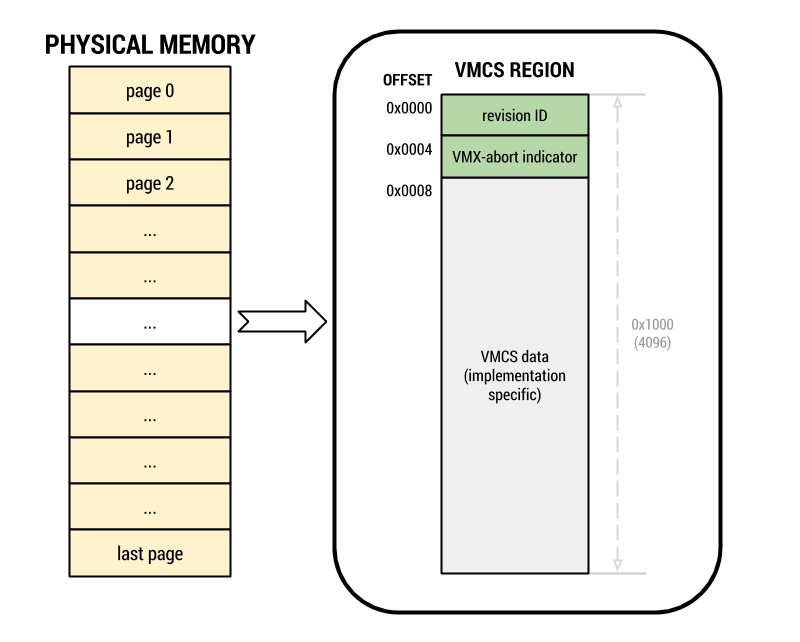 PHYSICAL MEMORY
page 0
page 1
page 2
...
...
...
...
...
...
...
last page
VMCS REGION
OFFSET
0x0000
revision ID
0x0004
VMX-abort indicator
0x0008
VMCS data
(implementation
specific)
0x1000
(4096)